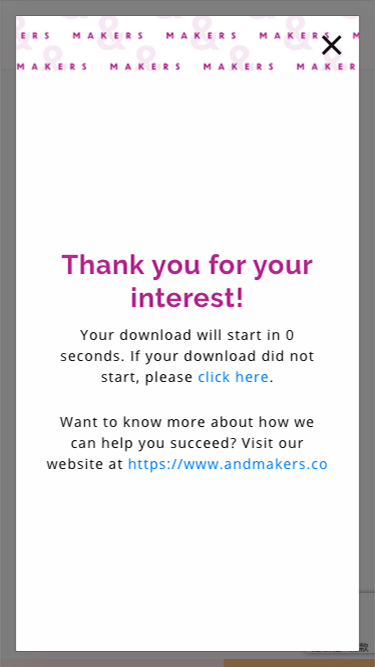 ERS MAKERS MAKERS MAKERS M
MAKERS MAKERS MAKERS MAKER
Thank you for your
interest!
Your download will start in 0
seconds. If your download did not
start, please click here.
Want to know more about how we
can help you succeed? Visit our
website at https://www.andmakers.co